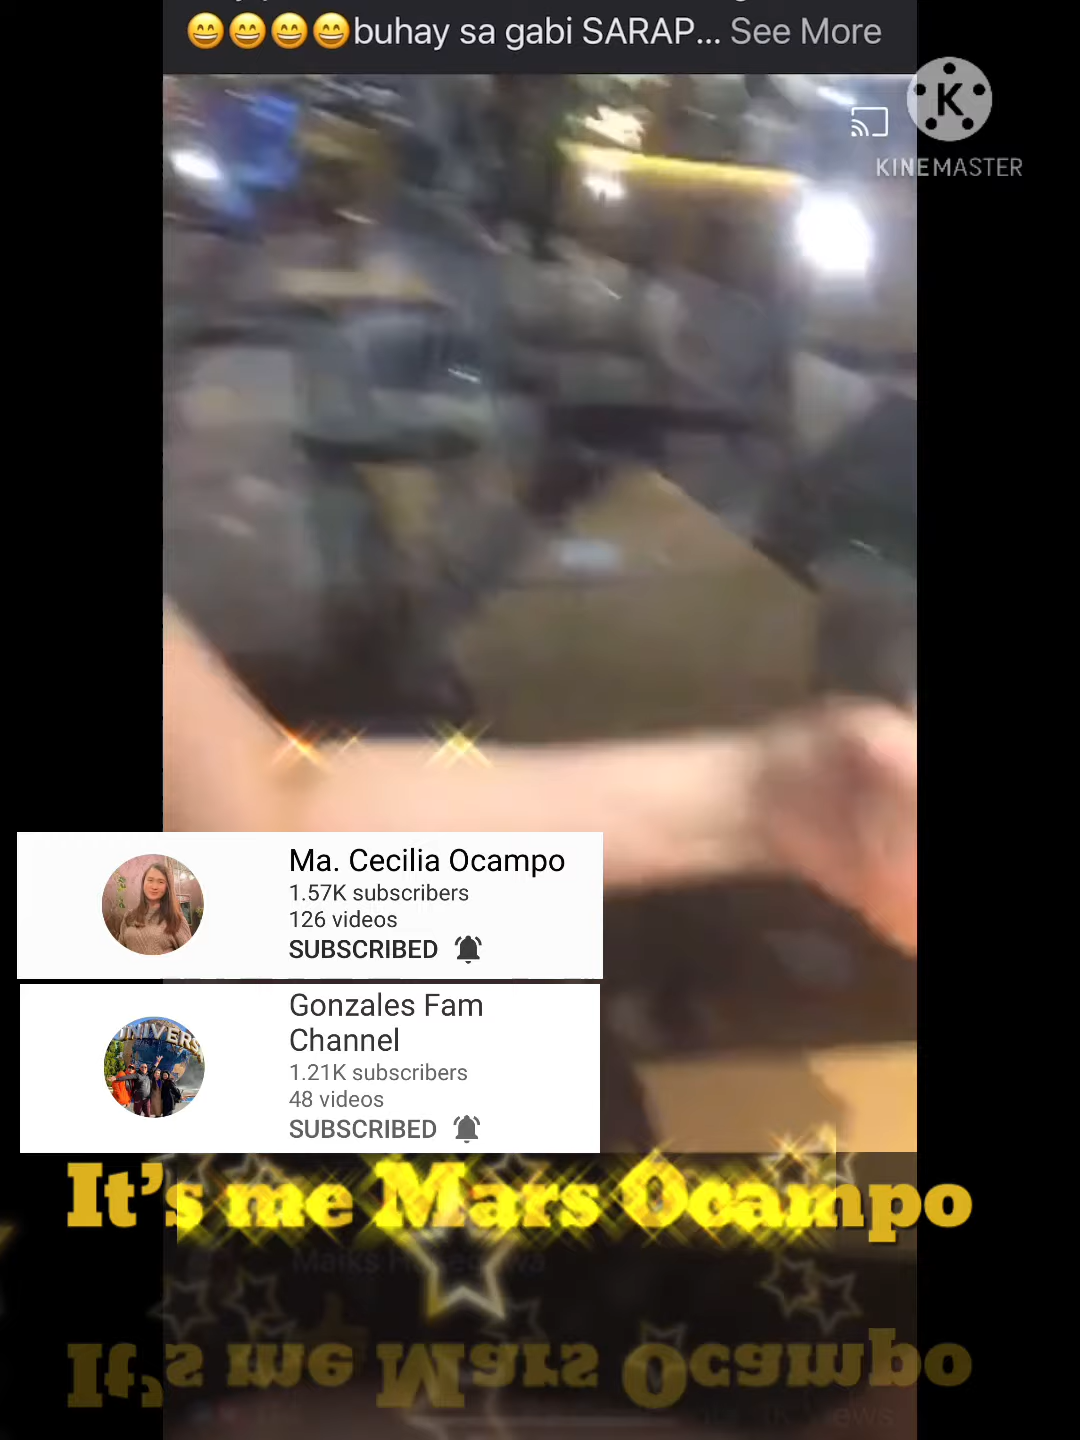 😄😄😄😄buhay sa gabi SARAP... See More
K
KINEMASTER
Ma. Cecilia Ocampo
1.57K subscribers
126 videos
SUBSCRIBED
UNIVERS
Gonzales Fam
Channel
1.21K subscribers
48 videos
SUBSCRIBED
It's me Mars Ocampo
It's me Mars Ocampo